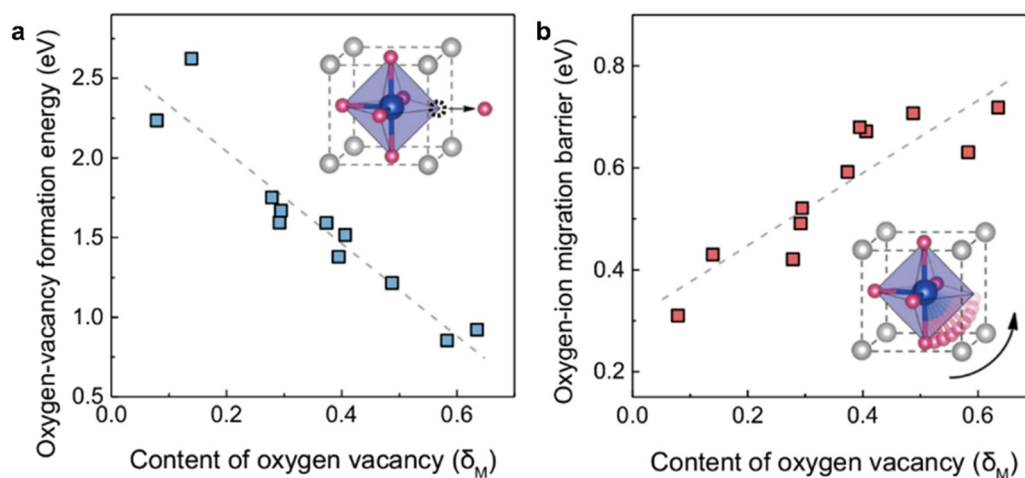 a
Oxygen-vacancy formation energy (eV)
2.5
2.0
1.5
1.0
0.5
0.0
0.2
0.4
0.6
Content of oxygen vacancy (δM)
b
Oxygen-ion migration barrier (eV)
0.8
0.6
0.4
0.2
0.0
0.2
0.4
0.6
Content of oxygen vacancy (δM)